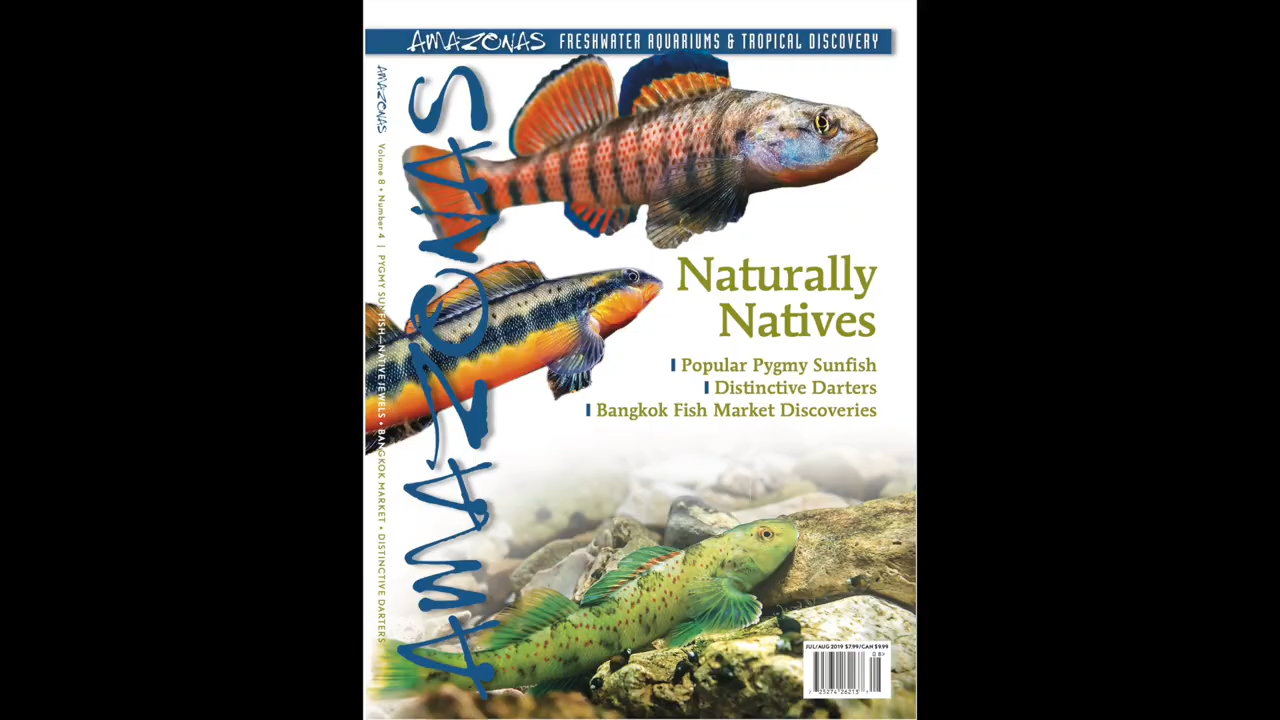 AMAZONAS FRESHWATER AQUARIUMS & TROPICAL DISCOVERY
AMAZONAS
AMAZONAS Volume 8 • Number 4 | PYGMY SUNFISH—NATIVE JEWELS • BANGKOK MARKET • DISTINCTIVE DARTERS
Naturally
Natives
Popular Pygmy Sunfish
Distinctive Darters
Bangkok Fish Market Discoveries
JUL/AUG 2019 $7.99/CAN $9.99
08>